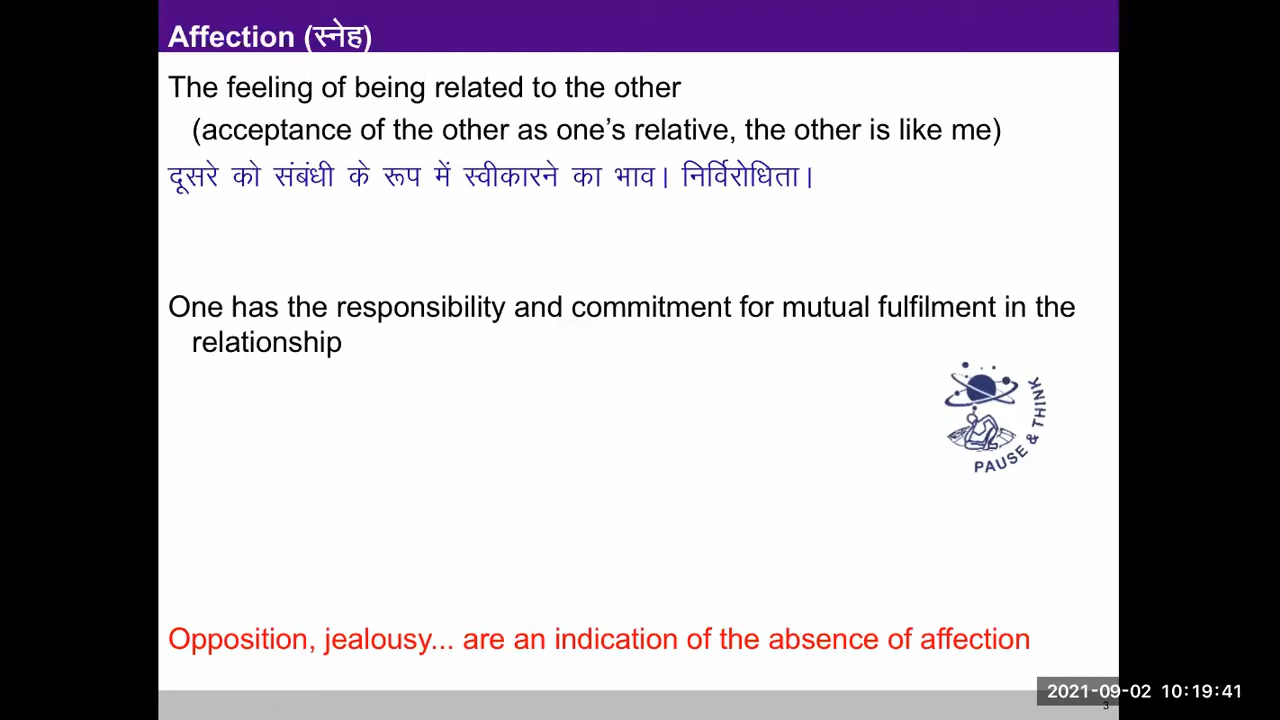 Affection (स्नेह)
The feeling of being related to the other
(acceptance of the other as one’s relative, the other is like me)
दूसरे को संबंधी के रूप में स्वीकारने का भाव। निर्विरोधिता।
One has the responsibility and commitment for mutual fulfilment in the
relationship
PAUSE & THINK
Opposition, jealousy... are an indication of the absence of affection
2021-09-02 10:19:41
3